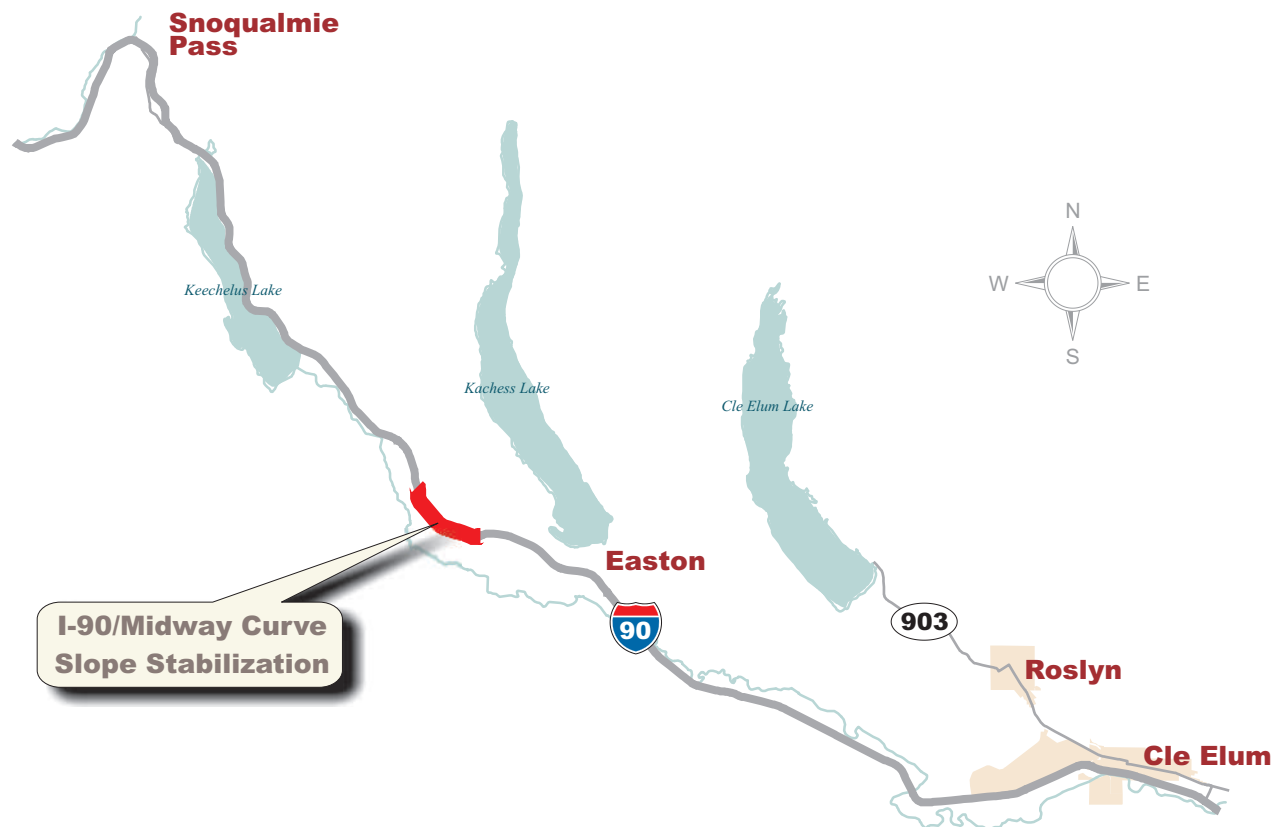 Snoqualmie
Pass
N
W
E
S
Keechelus Lake
Kachess Lake
Cle Elum Lake
Easton
90
903
I-90/Midway Curve
Slope Stabilization
Roslyn
Cle Elum